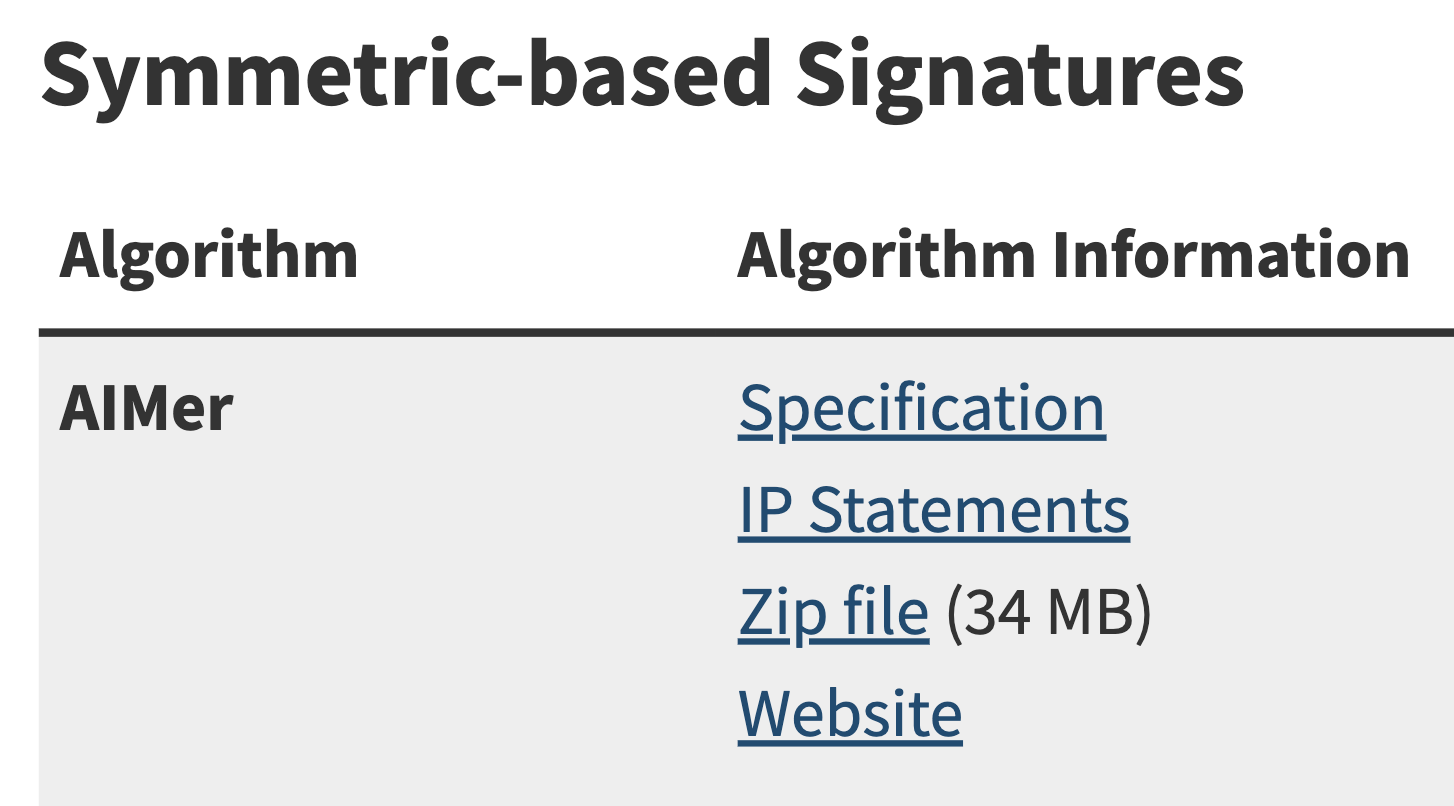 Symmetric-based Signatures
Algorithm Algorithm Information
AIMer Specification
IP Statements
Zip file (34 MB)
Website